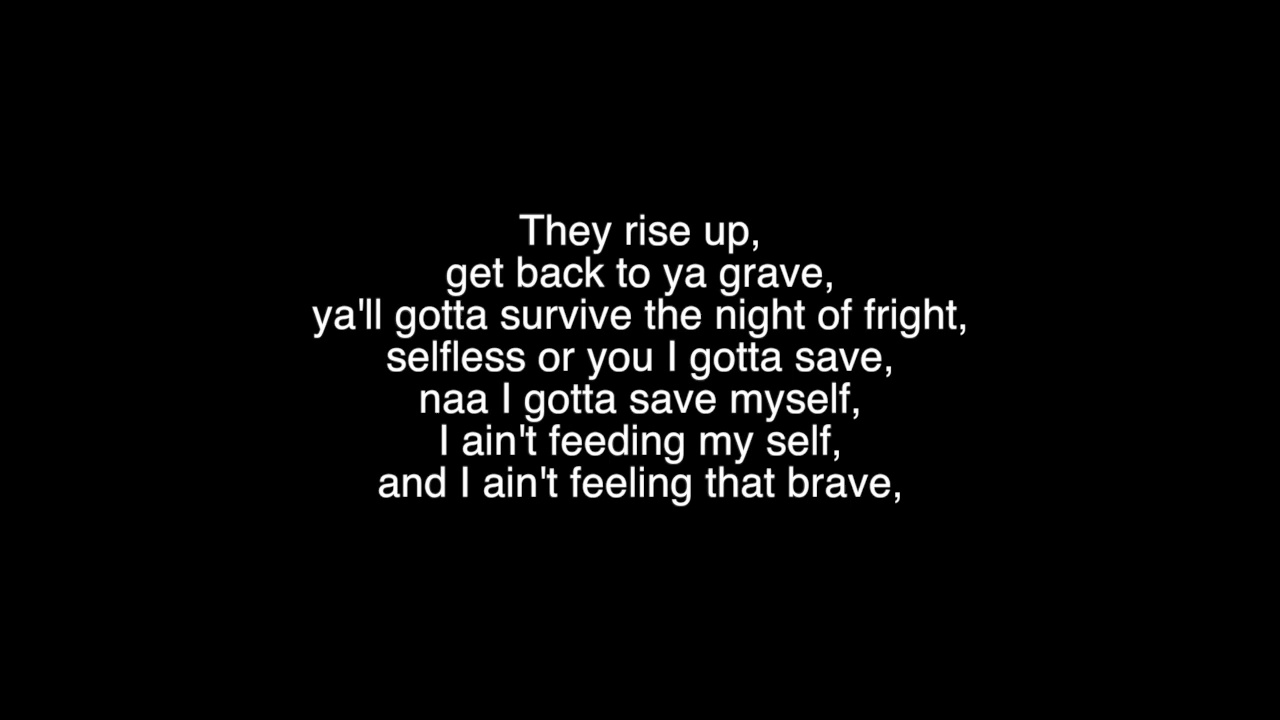 They rise up,
get back to ya grave,
ya'll gotta survive the night of fright,
selfless or you I gotta save,
naa I gotta save myself,
I ain't feeding my self,
and I ain't feeling that brave,